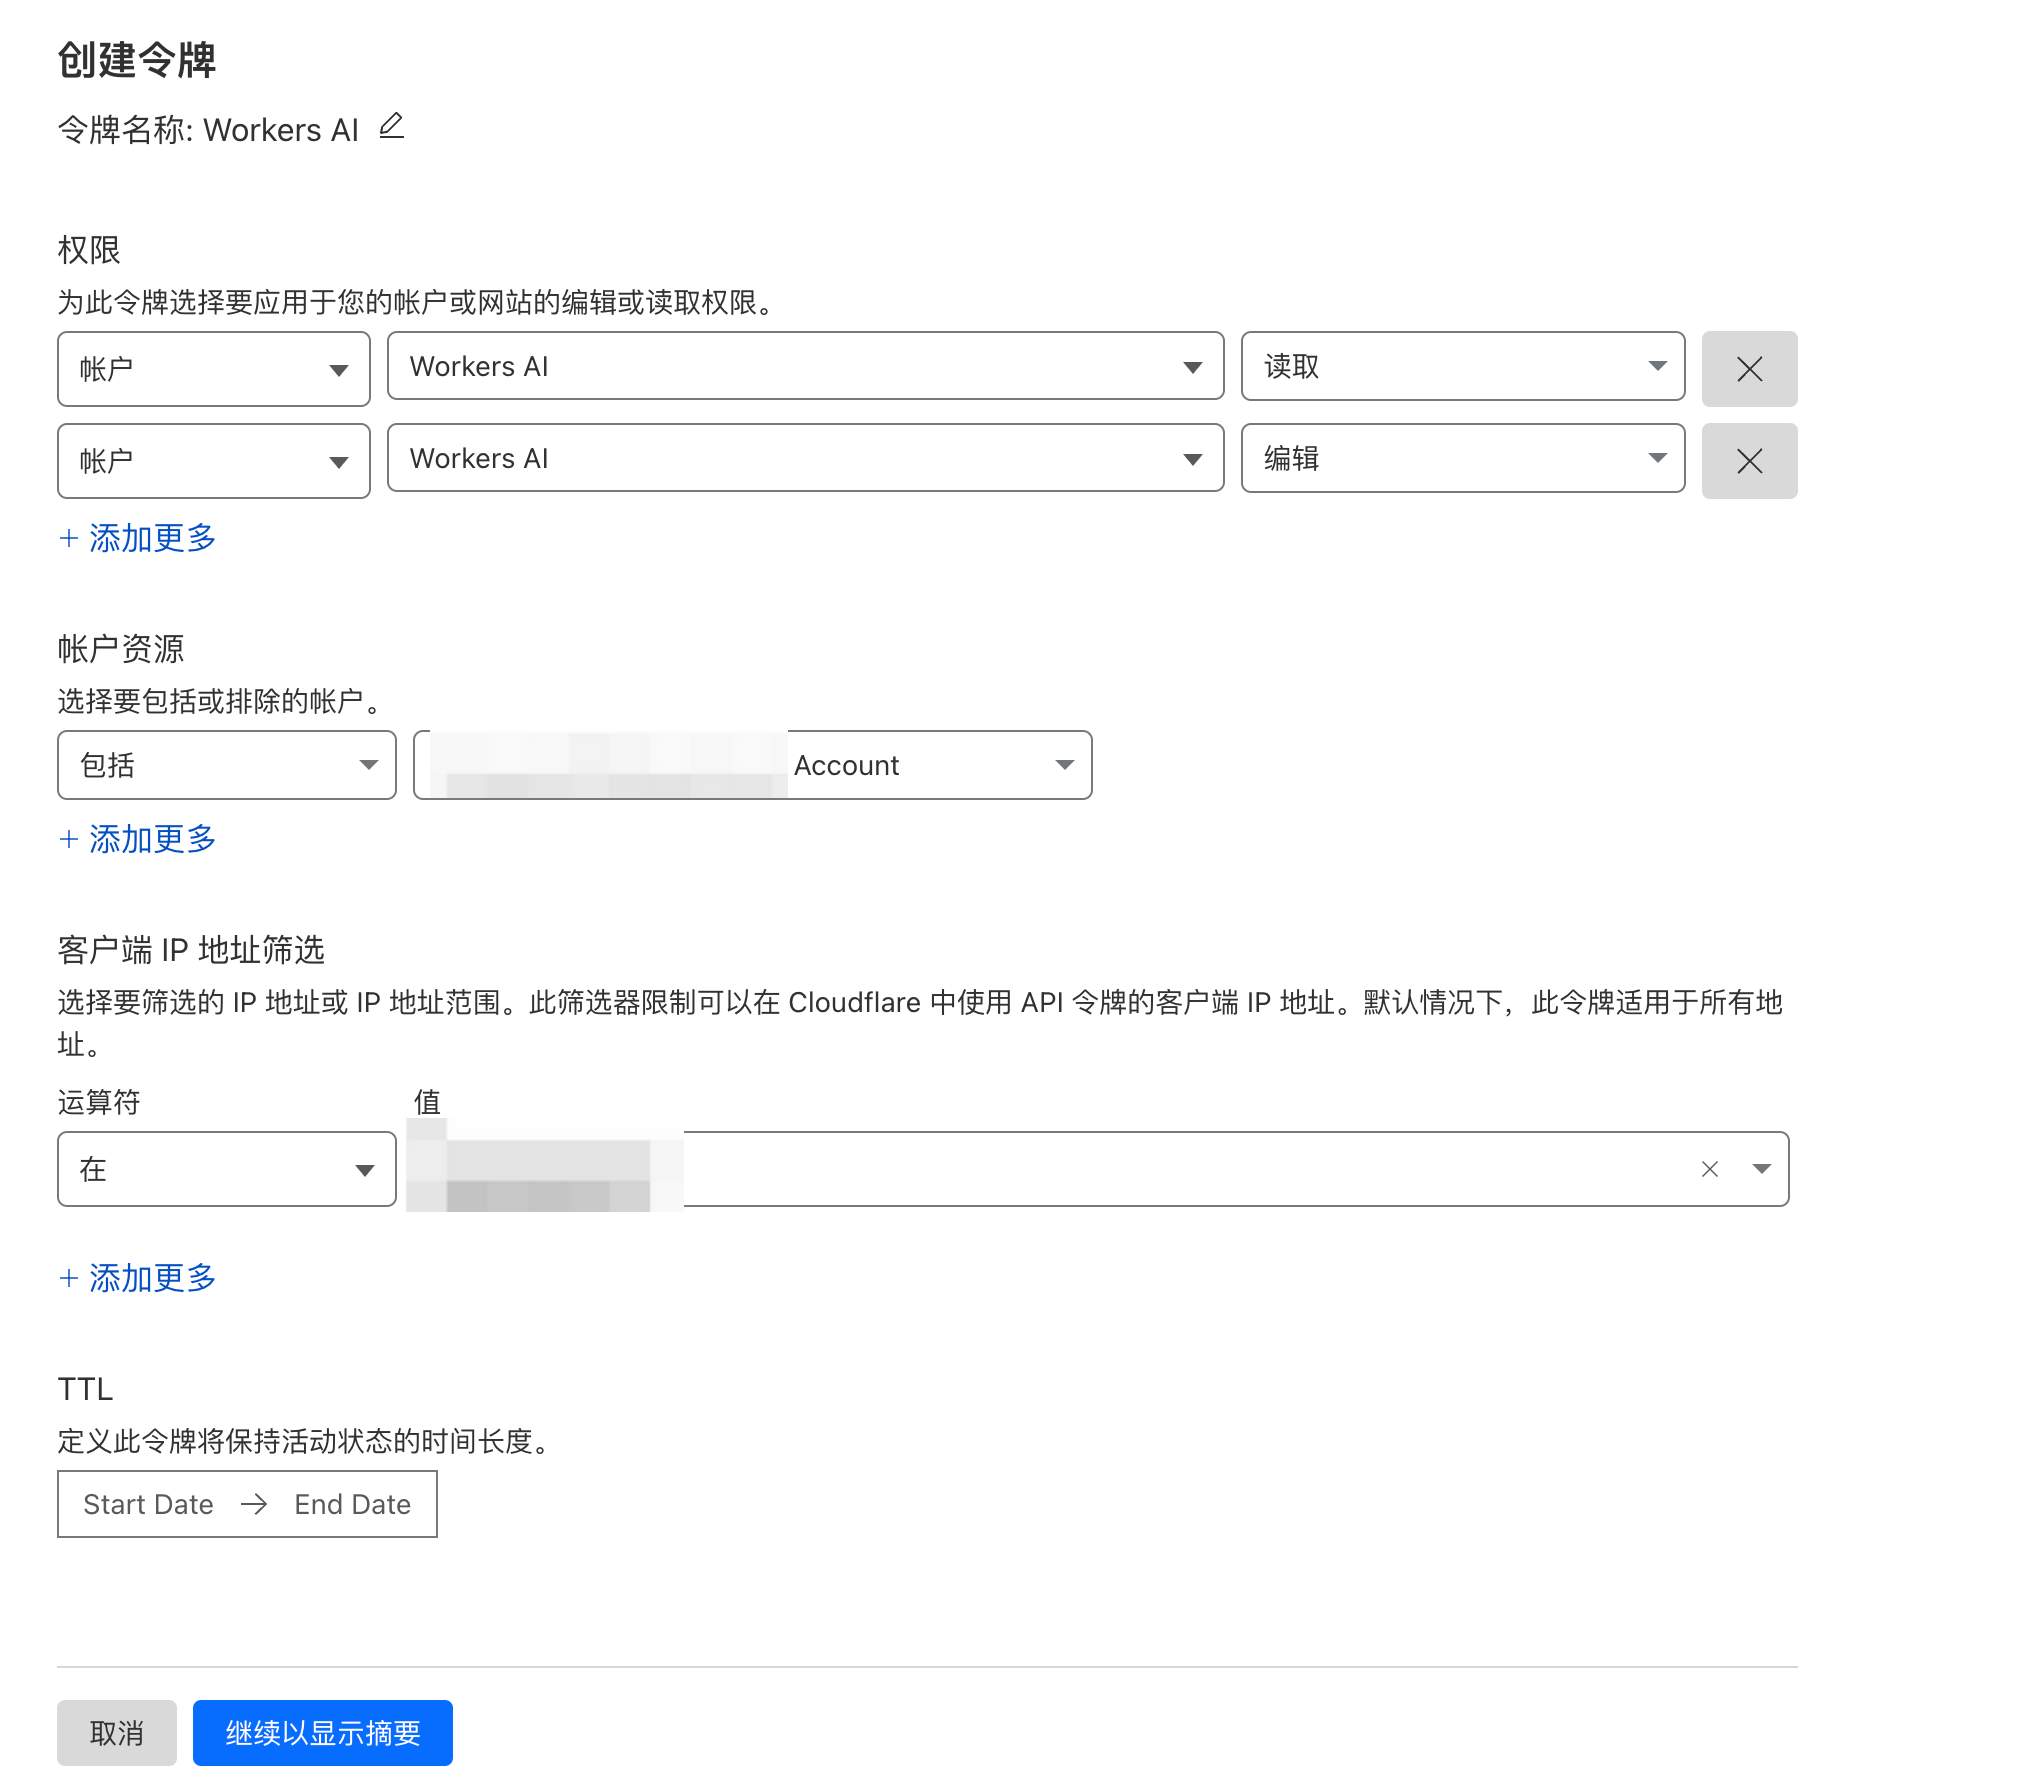 创建令牌
令牌名称: Workers AI
权限
为此令牌选择要应用于您的帐户或网站的编辑或读取权限。
帐户 Workers AI 读取
帐户 Workers AI 编辑
+ 添加更多
帐户资源
选择要包括或排除的帐户。
包括 Account
+ 添加更多
客户端 IP 地址筛选
选择要筛选的 IP 地址或 IP 地址范围。此筛选器限制可以在 Cloudflare 中使用 API 令牌的客户端 IP 地址。默认情况下，此令牌适用于所有地
址。
运算符 值
在
+ 添加更多
TTL
定义此令牌将保持活动状态的时间长度。
Start Date → End Date
取消 继续以显示摘要